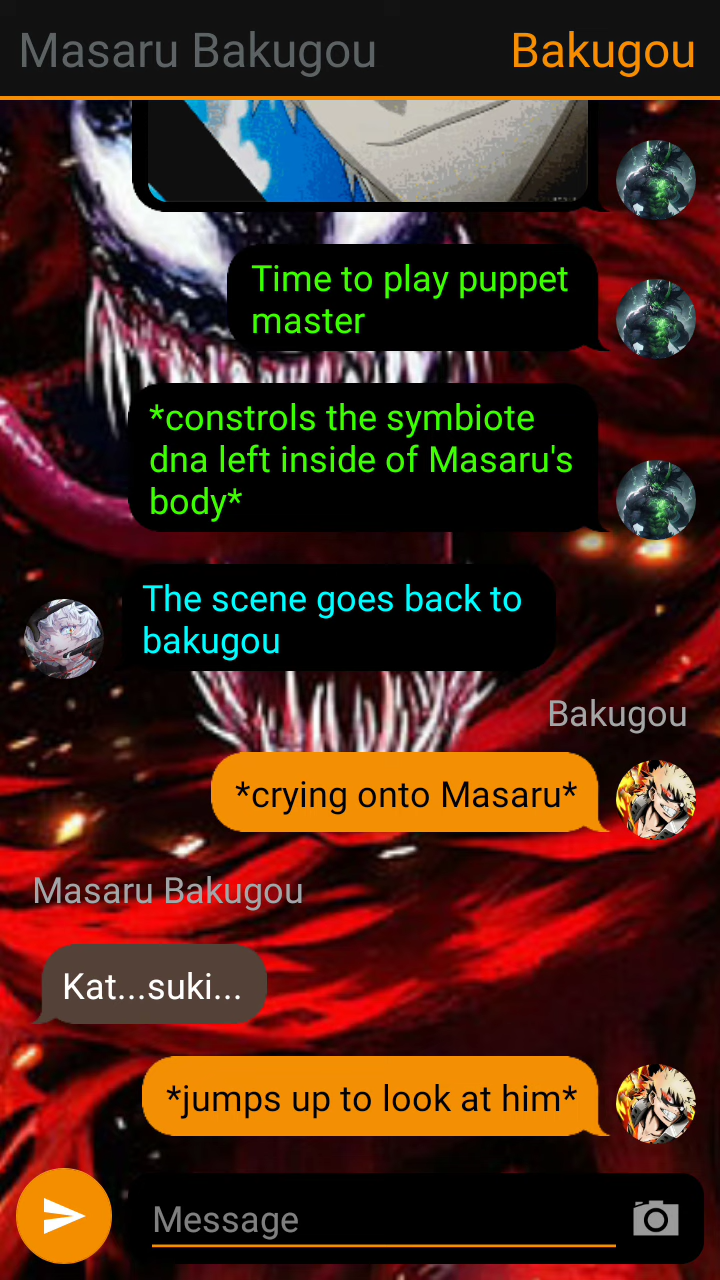 Masaru Bakugou
Bakugou
Time to play puppet
master
*constrols the symbiote
dna left inside of Masaru's
body*
The scene goes back to
bakugou
Bakugou
*crying onto Masaru*
Masaru Bakugou
Kat...suki...
*jumps up to look at him*
Message